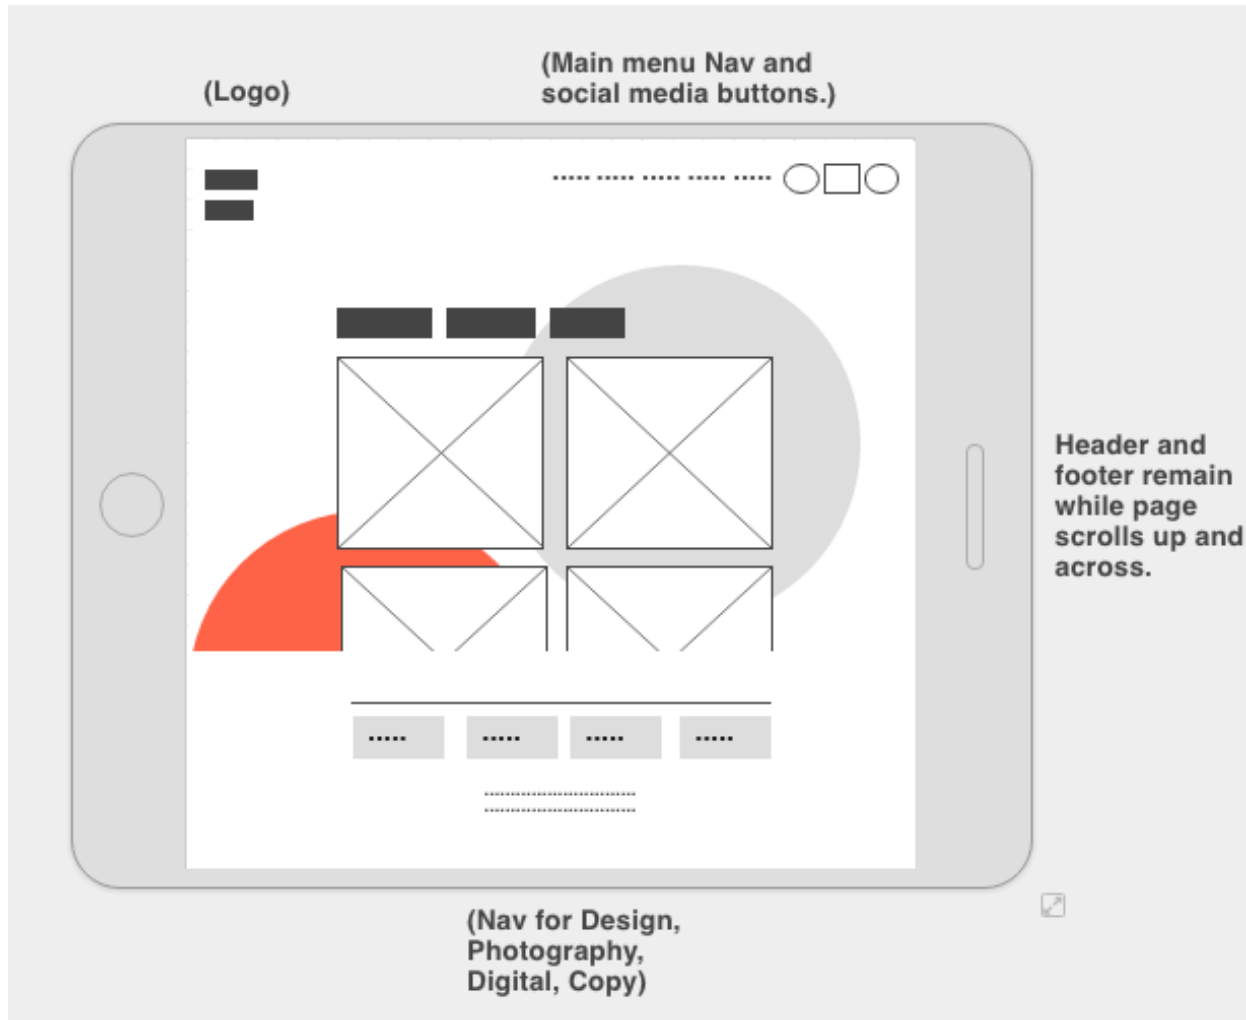 (Logo)
(Main menu Nav and
social media buttons.)
Header and
footer remain
while page
scrolls up and
across.
(Nav for Design,
Photography,
Digital, Copy)